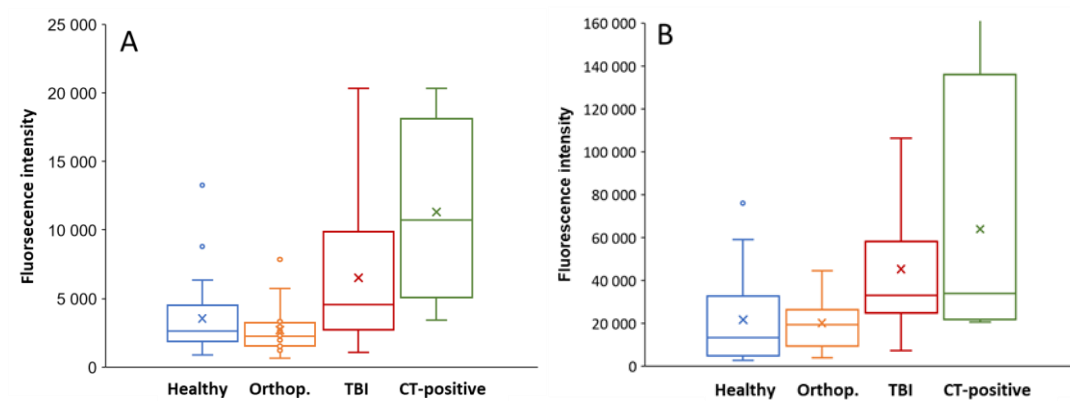 A
Fluorsecence intensity
25 000
20 000
15 000
10 000
5 000
0
Healthy Orthop. TBI CT-positive
B
Fluorescence intensity
160 000
140 000
120 000
100 000
80 000
60 000
40 000
20 000
0
Healthy Orthop. TBI CT-positive